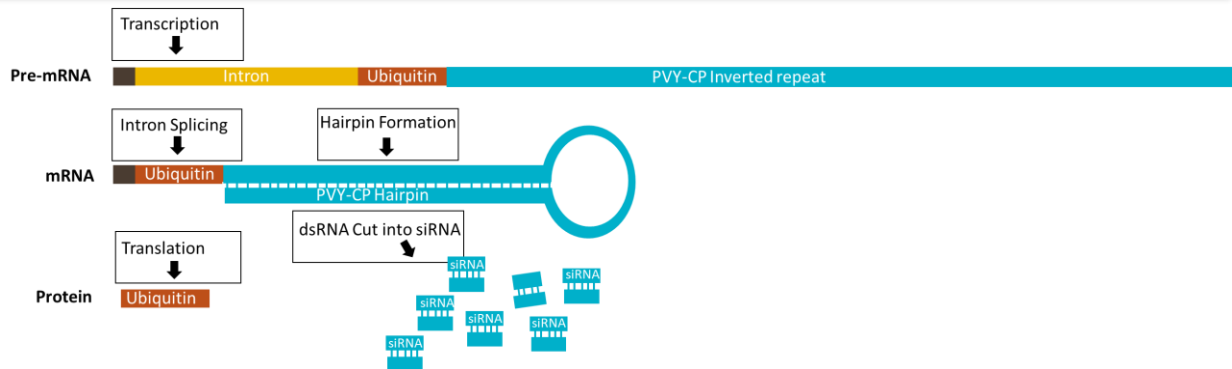 Transcription
Pre-mRNA
Intron
Ubiquitin
PVY-CP Inverted repeat
Intron Splicing
Hairpin Formation
mRNA
Ubiquitin
PVY-CP Hairpin
dsRNA Cut into siRNA
Translation
siRNA
siRNA
Protein
Ubiquitin
siRNA
siRNA
siRNA
siRNA